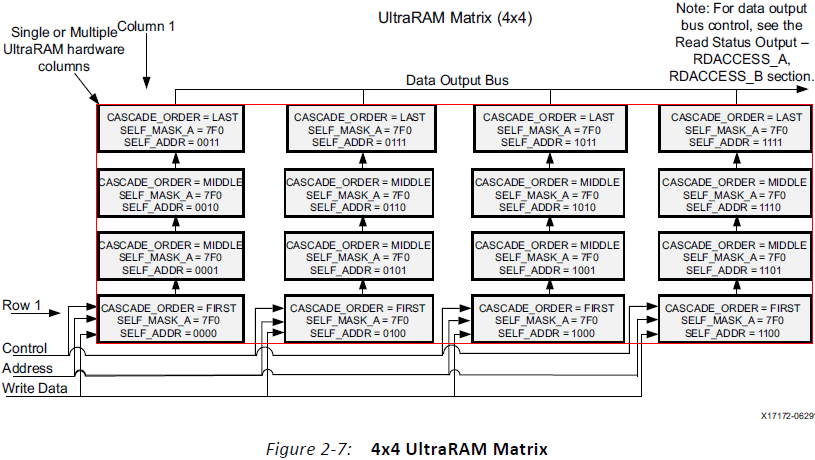 UltraRAM Matrix (4x4)
Note: For data output
bus control, see the
Read Status Output –
RDACCESS_A,
RDACCESS_B section.
Single or Multiple
UltraRAM hardware
columns
Column 1
Data Output Bus
CASCADE_ORDER = LAST
SELF_MASK_A = 7F0
SELF_ADDR = 0011
CASCADE_ORDER = LAST
SELF_MASK_A = 7F0
SELF_ADDR = 0111
CASCADE_ORDER = LAST
SELF_MASK_A = 7F0
SELF_ADDR = 1011
CASCADE_ORDER = LAST
SELF_MASK_A = 7F0
SELF_ADDR = 1111
CASCADE_ORDER = MIDDLE
SELF_MASK_A = 7F0
SELF_ADDR = 0010
CASCADE_ORDER = MIDDLE
SELF_MASK_A = 7F0
SELF_ADDR = 0110
CASCADE_ORDER = MIDDLE
SELF_MASK_A = 7F0
SELF_ADDR = 1010
CASCADE_ORDER = MIDDLE
SELF_MASK_A = 7F0
SELF_ADDR = 1110
CASCADE_ORDER = MIDDLE
SELF_MASK_A = 7F0
SELF_ADDR = 0001
CASCADE_ORDER = MIDDLE
SELF_MASK_A = 7F0
SELF_ADDR = 0101
CASCADE_ORDER = MIDDLE
SELF_MASK_A = 7F0
SELF_ADDR = 1001
CASCADE_ORDER = MIDDLE
SELF_MASK_A = 7F0
SELF_ADDR = 1101
Row 1
CASCADE_ORDER = FIRST
SELF_MASK_A = 7F0
SELF_ADDR = 0000
CASCADE_ORDER = FIRST
SELF_MASK_A = 7F0
SELF_ADDR = 0100
CASCADE_ORDER = FIRST
SELF_MASK_A = 7F0
SELF_ADDR = 1000
CASCADE_ORDER = FIRST
SELF_MASK_A = 7F0
SELF_ADDR = 1100
Control
Address
Write Data
Figure 2-7: 4x4 UltraRAM Matrix